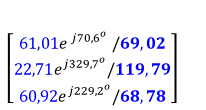 61,01e^j70,6° /69,02
22,71e^j329,7° /119,79
60,92e^j229,2° /68,78